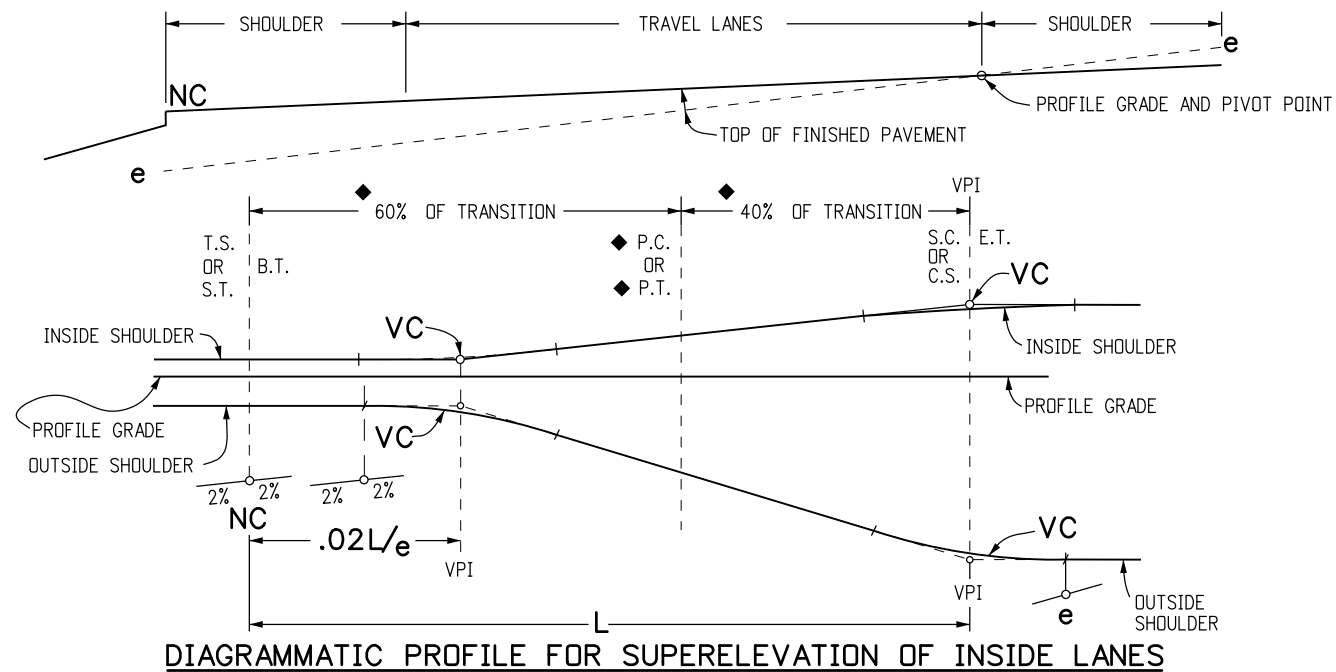 SHOULDER
TRAVEL LANES
SHOULDER
e
NC
PROFILE GRADE AND PIVOT POINT
TOP OF FINISHED PAVEMENT
e
VPI
◆ ◆
60% OF TRANSITION
40% OF TRANSITION
T.S.
OR
S.T.
B.T.
◆ P.C.
OR
◆ P.T.
S.C.
OR
C.S.
E.T.
VC
VC
INSIDE SHOULDER
INSIDE SHOULDER
PROFILE GRADE
PROFILE GRADE
VC
OUTSIDE SHOULDER
2% 2%
2% 2%
NC
VC
.02L/e
VPI
VPI
e
OUTSIDE
SHOULDER
L
DIAGRAMMATIC PROFILE FOR SUPERELEVATION OF INSIDE LANES